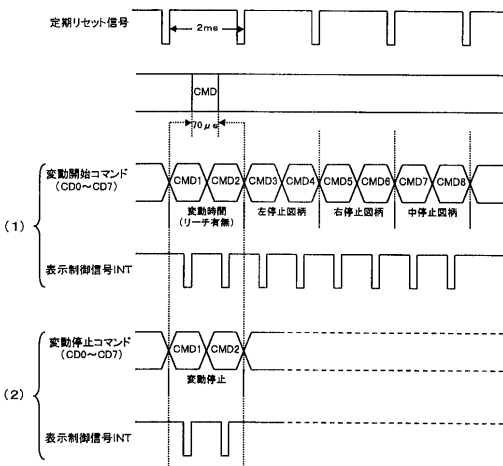 定期リセット信号
2ms
CMD
70μs
(1)
変動開始コマンド
(CD0〜CD7)
CMD1 CMD2 CMD3 CMD4 CMD5 CMD6 CMD7 CMD8
変動時間
(リーチ有無)
左停止図柄
右停止図柄
中停止図柄
表示制御信号INT
(2)
変動停止コマンド
(CD0〜CD7)
CMD1 CMD2
変動停止
表示制御信号INT